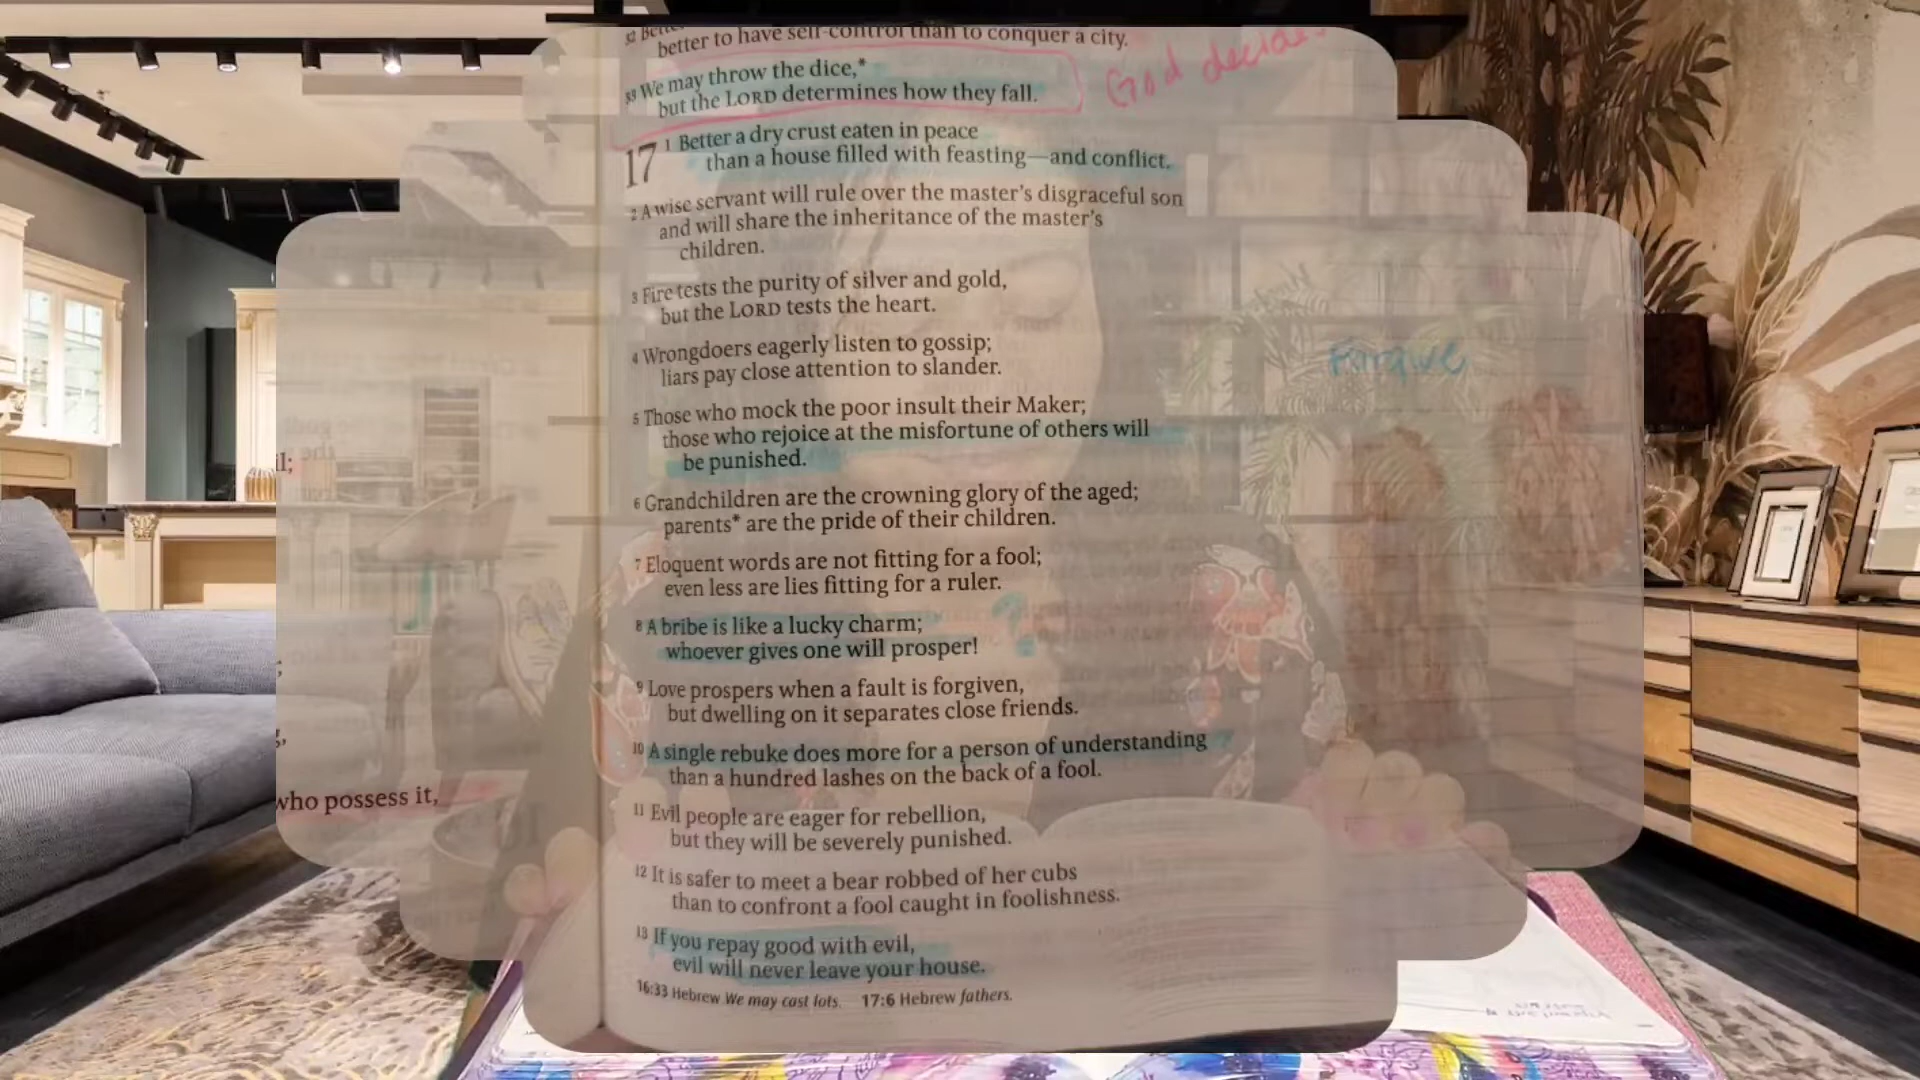 better to have self-control than to conquer a city.
33 We may throw the dice,*
but the LORD determines how they fall.
God
17 1 Better a dry crust eaten in peace
than a house filled with feasting—and conflict.
2 A wise servant will rule over the master's disgraceful son
and will share the inheritance of the master's
children.
3 Fire tests the purity of silver and gold,
but the LORD tests the heart.
4 Wrongdoers eagerly listen to gossip;
liars pay close attention to slander.
Forgive
5 Those who mock the poor insult their Maker;
those who rejoice at the misfortune of others will
be punished.
6 Grandchildren are the crowning glory of the aged;
parents* are the pride of their children.
7 Eloquent words are not fitting for a fool;
even less are lies fitting for a ruler.
8 A bribe is like a lucky charm; ?
whoever gives one will prosper!
9 Love prospers when a fault is forgiven,
but dwelling on it separates close friends.
10 A single rebuke does more for a person of understanding
than a hundred lashes on the back of a fool.
who possess it,
11 Evil people are eager for rebellion,
but they will be severely punished.
12 It is safer to meet a bear robbed of her cubs
than to confront a fool caught in foolishness.
13 If you repay good with evil,
evil will never leave your house.
16:33 Hebrew We may cast lots. 17:6 Hebrew fathers.